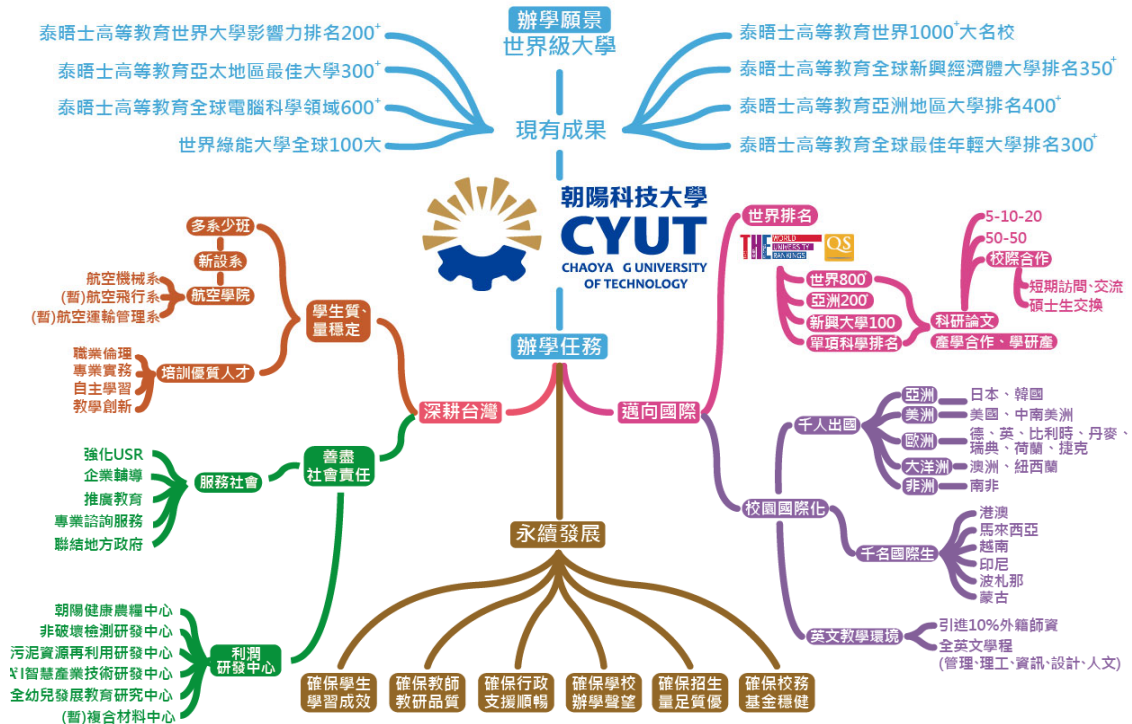 辦學願景
世界級大學
現有成果
泰晤士高等教育世界大學影響力排名200+
泰晤士高等教育亞太地區最佳大學300+
泰晤士高等教育全球電腦科學領域600+
世界綠能大學全球100大
泰晤士高等教育世界1000+大名校
泰晤士高等教育全球新興經濟體大學排名350+
泰晤士高等教育亞洲地區大學排名400+
泰晤士高等教育全球最佳年輕大學排名300+
朝陽科技大學
CYUT
CHAOYA G UNIVERSITY
OF TECHNOLOGY
辦學任務
深耕台灣
學生質、
量穩定
多系少班
新設系
航空學院
航空機械系
(暫)航空飛行系
(暫)航空運輸管理系
培訓優質人才
職業倫理
專業實務
自主學習
教學創新
善盡
社會責任
服務社會
強化USR
企業輔導
推廣教育
專業諮詢服務
聯結地方政府
利潤
研發中心
朝陽健康農糧中心
非破壞檢測研發中心
污泥資源再利用研發中心
AI智慧產業技術研發中心
全幼兒發展教育研究中心
(暫)複合材料中心
邁向國際
世界排名
THE
WORLD
UNIVERSITY
RANKINGS
QS
世界800+
亞洲200+
新興大學100
單項科學排名
科研論文
產學合作、學研產
5-10-20
50-50
校際合作
短期訪問、交流
碩士生交換
校園國際化
千人出國
亞洲
日本、韓國
美洲
美國、中南美洲
歐洲
德、英、比利時、丹麥、
瑞典、荷蘭、捷克
大洋洲
澳洲、紐西蘭
非洲
南非
千名國際生
港澳
馬來西亞
越南
印尼
波札那
蒙古
英文教學環境
引進10%外籍師資
全英文學程
(管理、理工、資訊、設計、人文)
永續發展
確保學生
學習成效
確保教師
教研品質
確保行政
支援順暢
確保學校
辦學聲望
確保招生
量足質優
確保校務
基金穩健